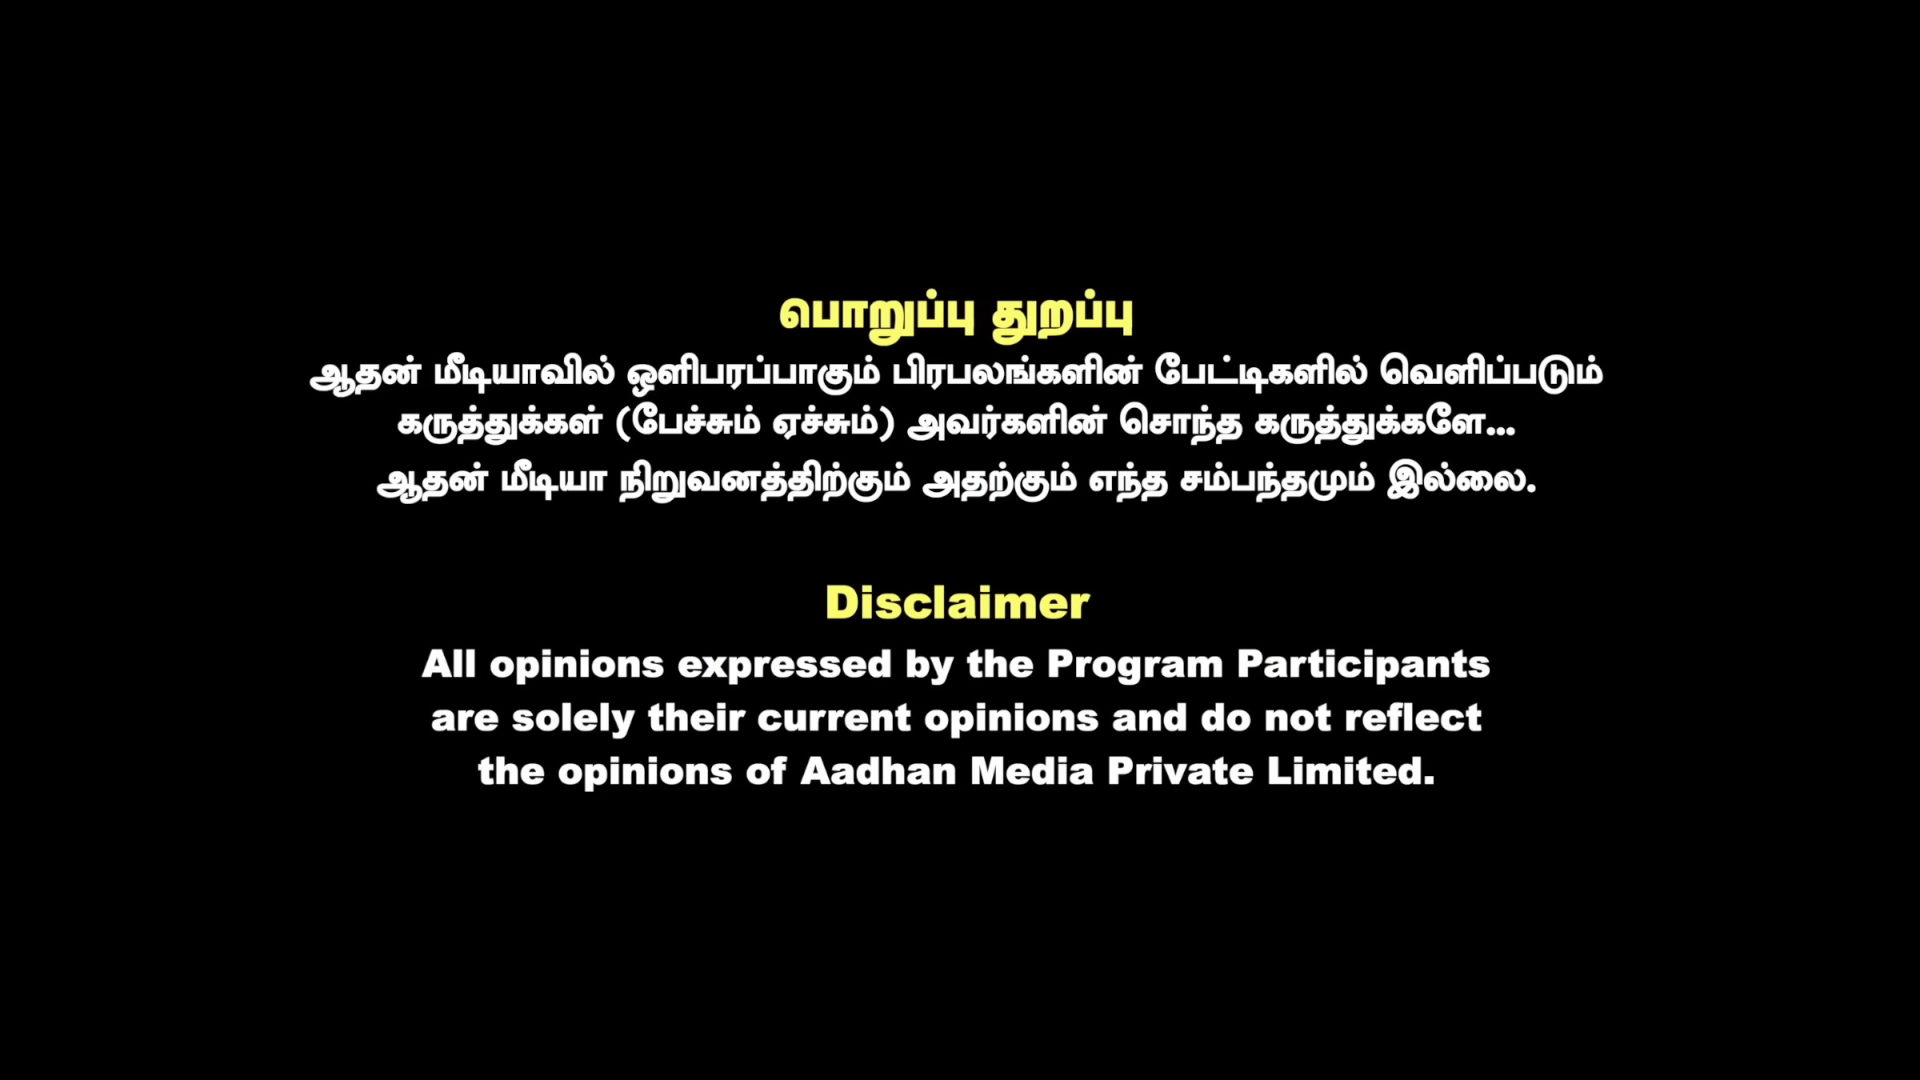 பொறுப்பு துறப்பு
ஆதன் மீடியாவில் ஒளிபரப்பாகும் பிரபலங்களின் பேட்டிகளில் வெளிப்படும்
கருத்துக்கள் (பேச்சும் ஏச்சும்) அவர்களின் சொந்த கருத்துக்களே...
ஆதன் மீடியா நிறுவனத்திற்கும் அதற்கும் எந்த சம்பந்தமும் இல்லை.
Disclaimer
All opinions expressed by the Program Participants
are solely their current opinions and do not reflect
the opinions of Aadhan Media Private Limited.